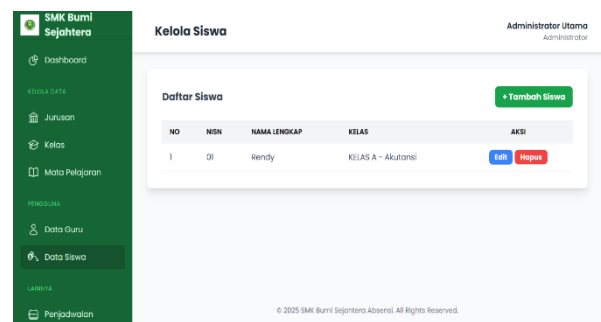 SMK Bumi
Sejahtera
Dashboard
KELOLA DATA
Jurusan
Kelas
Mata Pelajaran
PENGGUNA
Data Guru
Data Siswa
LAINNYA
Penjadwalan
Kelola Siswa
Administrator Utama
Administrator
Daftar Siswa
+ Tambah Siswa
NO NISN NAMA LENGKAP KELAS AKSI
1 01 Rendy KELAS A - Akutansi Edit Hapus
© 2025 SMK Bumi Sejahtera Absensi. All Rights Reserved.